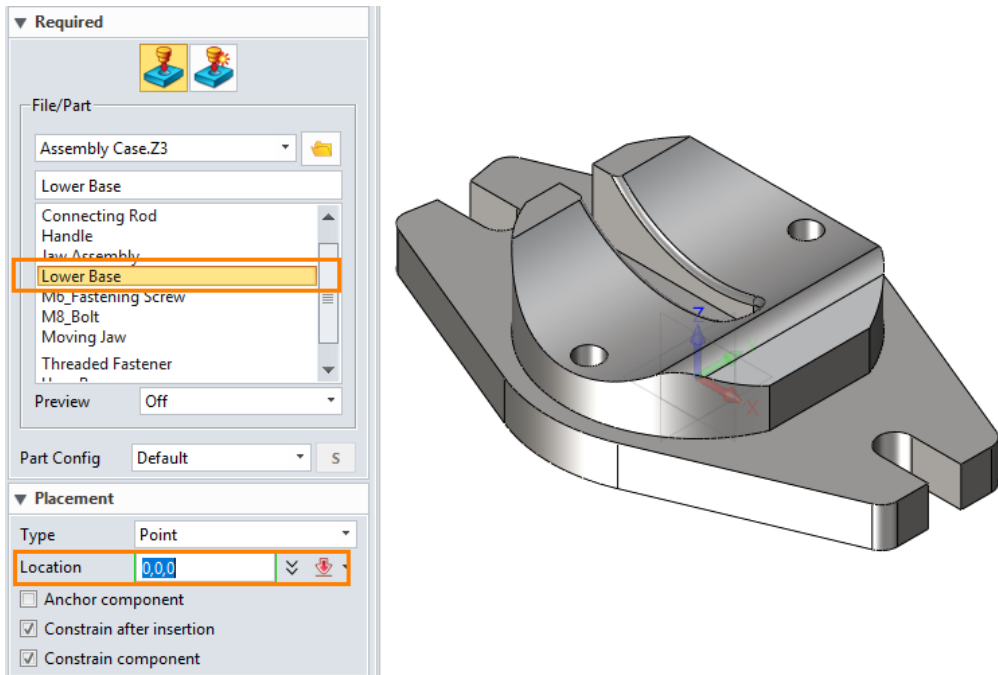 Required
File/Part
Assembly Case.Z3
Lower Base
Connecting Rod
Handle
Jaw Assembly
Lower Base
M6_Fastening Screw
M8_Bolt
Moving Jaw
Threaded Fastener
Preview Off
Part Config Default S
Placement
Type Point
Location 0,0,0
Anchor component
Constrain after insertion
Constrain component
Z
X